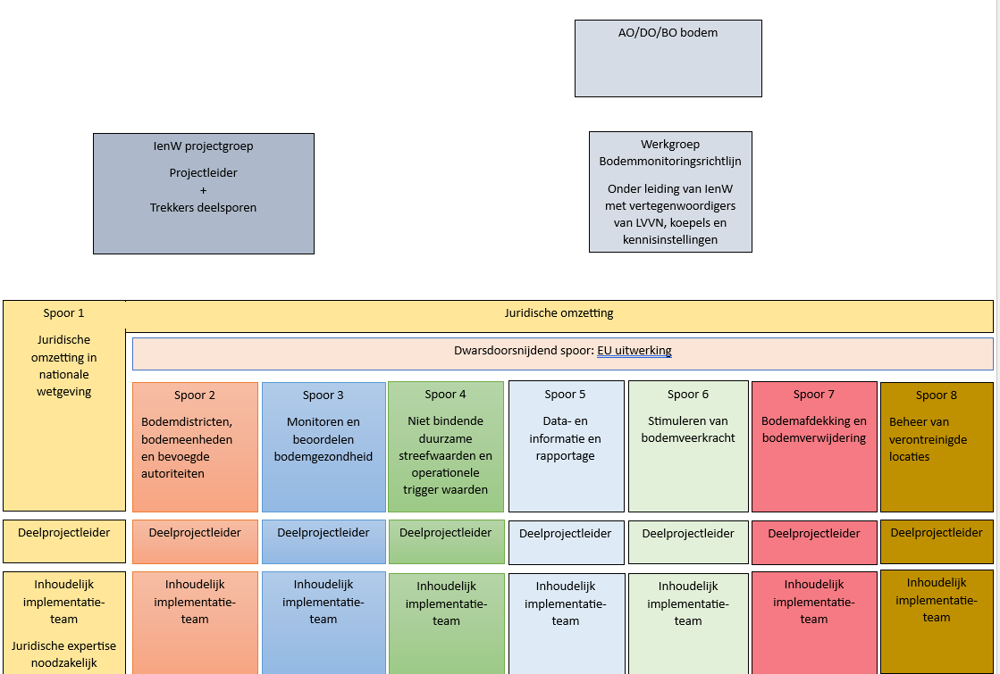 AO/DO/BO bodem
IenW projectgroep
Projectleider
+
Trekkers deelsporen
Werkgroep
Bodemmonitoringsrichtlijn
Onder leiding van IenW
met vertegenwoordigers
van LVVN, koepels en
kennisinstellingen
Spoor 1
Juridische
omzetting in
nationale
wetgeving
Juridische omzetting
Dwarsdoorsnijdend spoor: EU uitwerking
Spoor 2
Bodemdistricten,
bodemeenheden
en bevoegde
autoriteiten
Spoor 3
Monitoren en
beoordelen
bodemgezondheid
Spoor 4
Niet bindende
duurzame
streefwaarden en
operationele
trigger waarden
Spoor 5
Data- en
informatie en
rapportage
Spoor 6
Stimuleren van
bodemveerkracht
Spoor 7
Bodemafdekking en
bodemverwijdering
Spoor 8
Beheer van
verontreinigde
locaties
Deelprojectleider
Deelprojectleider
Deelprojectleider
Deelprojectleider
Deelprojectleider
Deelprojectleider
Deelprojectleider
Deelprojectleider
Inhoudelijk
implementatie-
team
Juridische expertise
noodzakelijk
Inhoudelijk
implementatie-
team
Inhoudelijk
implementatie-
team
Inhoudelijk
implementatie-
team
Inhoudelijk
implementatie-
team
Inhoudelijk
implementatie-
team
Inhoudelijk
implementatie-
team
Inhoudelijk
implementatie-
team